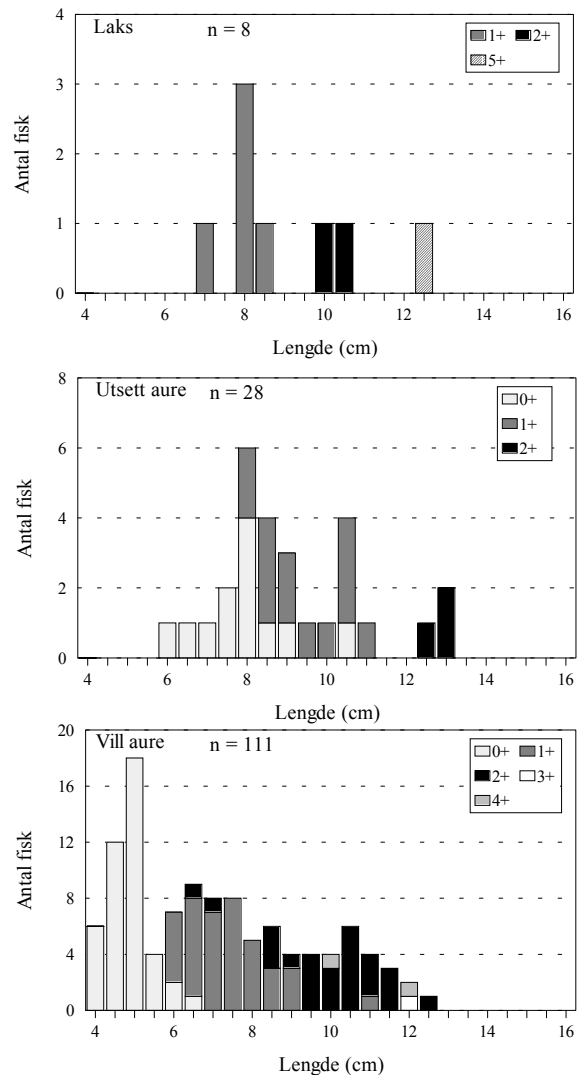 Laks n = 8
1+ 2+
5+
Antal fisk
4
3
2
1
0
4 6 8 10 12 14 16
Lengde (cm)
Utsett aure n = 28
0+
1+
2+
Antal fisk
8
6
4
2
0
4 6 8 10 12 14 16
Lengde (cm)
Vill aure n = 111
0+ 1+
2+ 3+
4+
Antal fisk
20
16
12
8
4
0
4 6 8 10 12 14 16
Lengde (cm)